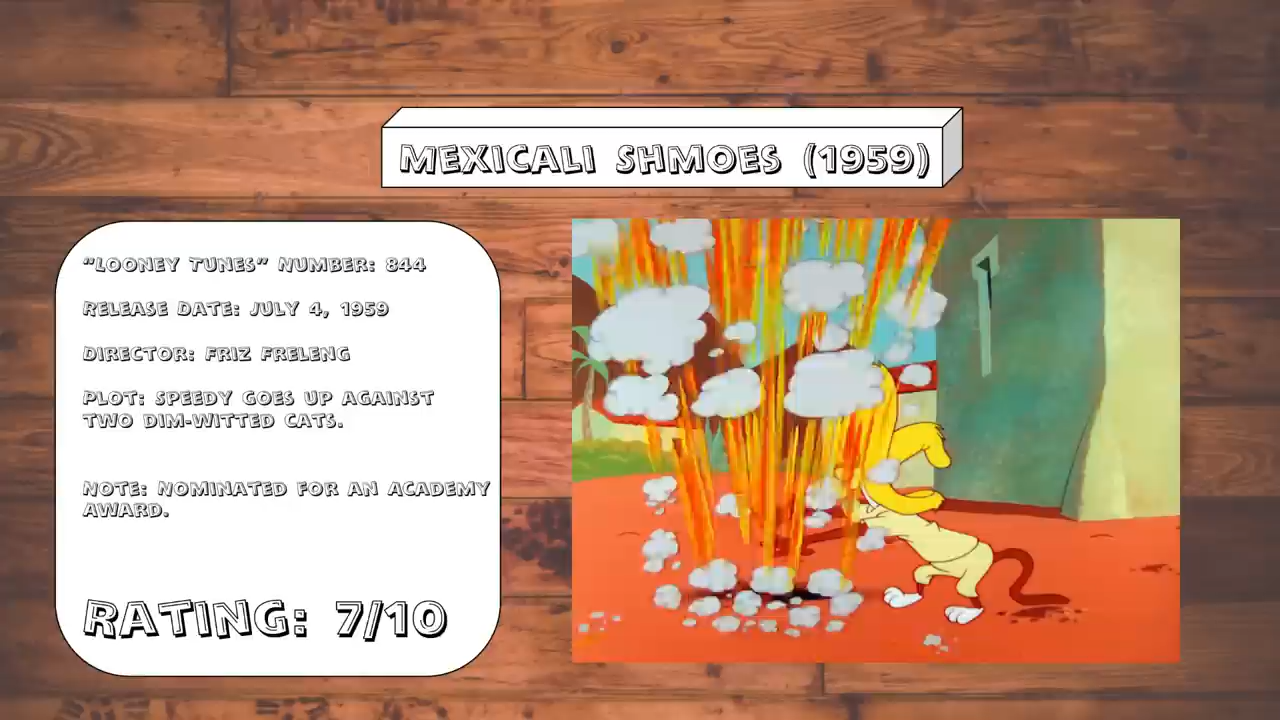 MEXICALI SHMOES (1959)
"LOONEY TUNES" NUMBER: 844
RELEASE DATE: JULY 4, 1959
DIRECTOR: FRIZ FRELENG
PLOT: SPEEDY GOES UP AGAINST
TWO DIM-WITTED CATS.
NOTE: NOMINATED FOR AN ACADEMY
AWARD.
RATING: 7/10